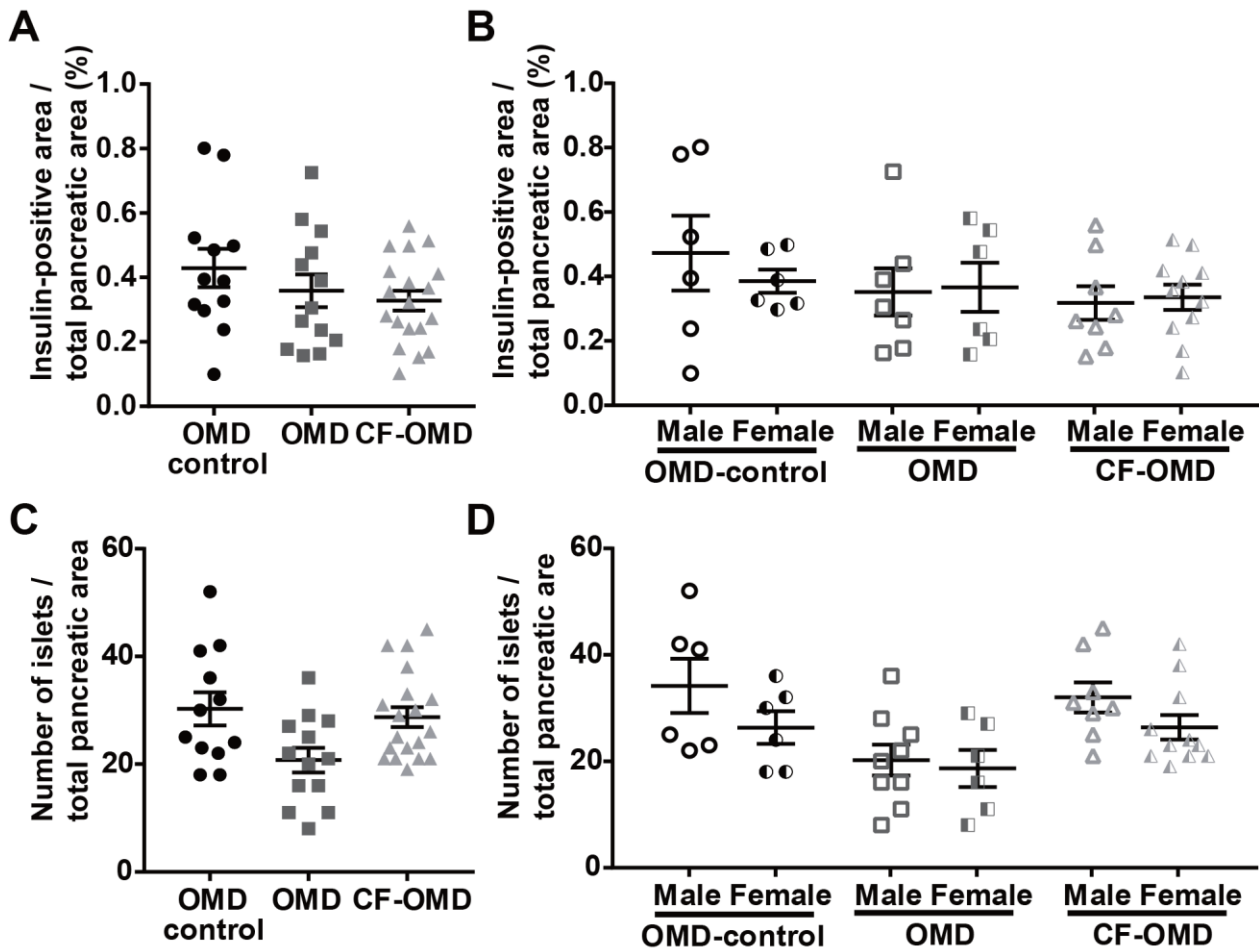 A
Insulin-positive area /
total pancreatic area (%)
1.0
0.8
0.6
0.4
0.2
0.0
OMD
control
OMD
CF-OMD
B
Insulin-positive area /
total pancreatic area (%)
1.0
0.8
0.6
0.4
0.2
0.0
Male Female
OMD-control
Male Female
OMD
Male Female
CF-OMD
C
Number of islets /
total pancreatic area
60
40
20
0
OMD
control
OMD
CF-OMD
D
Number of islets /
total pancreatic are
60
40
20
0
Male Female
OMD-control
Male Female
OMD
Male Female
CF-OMD